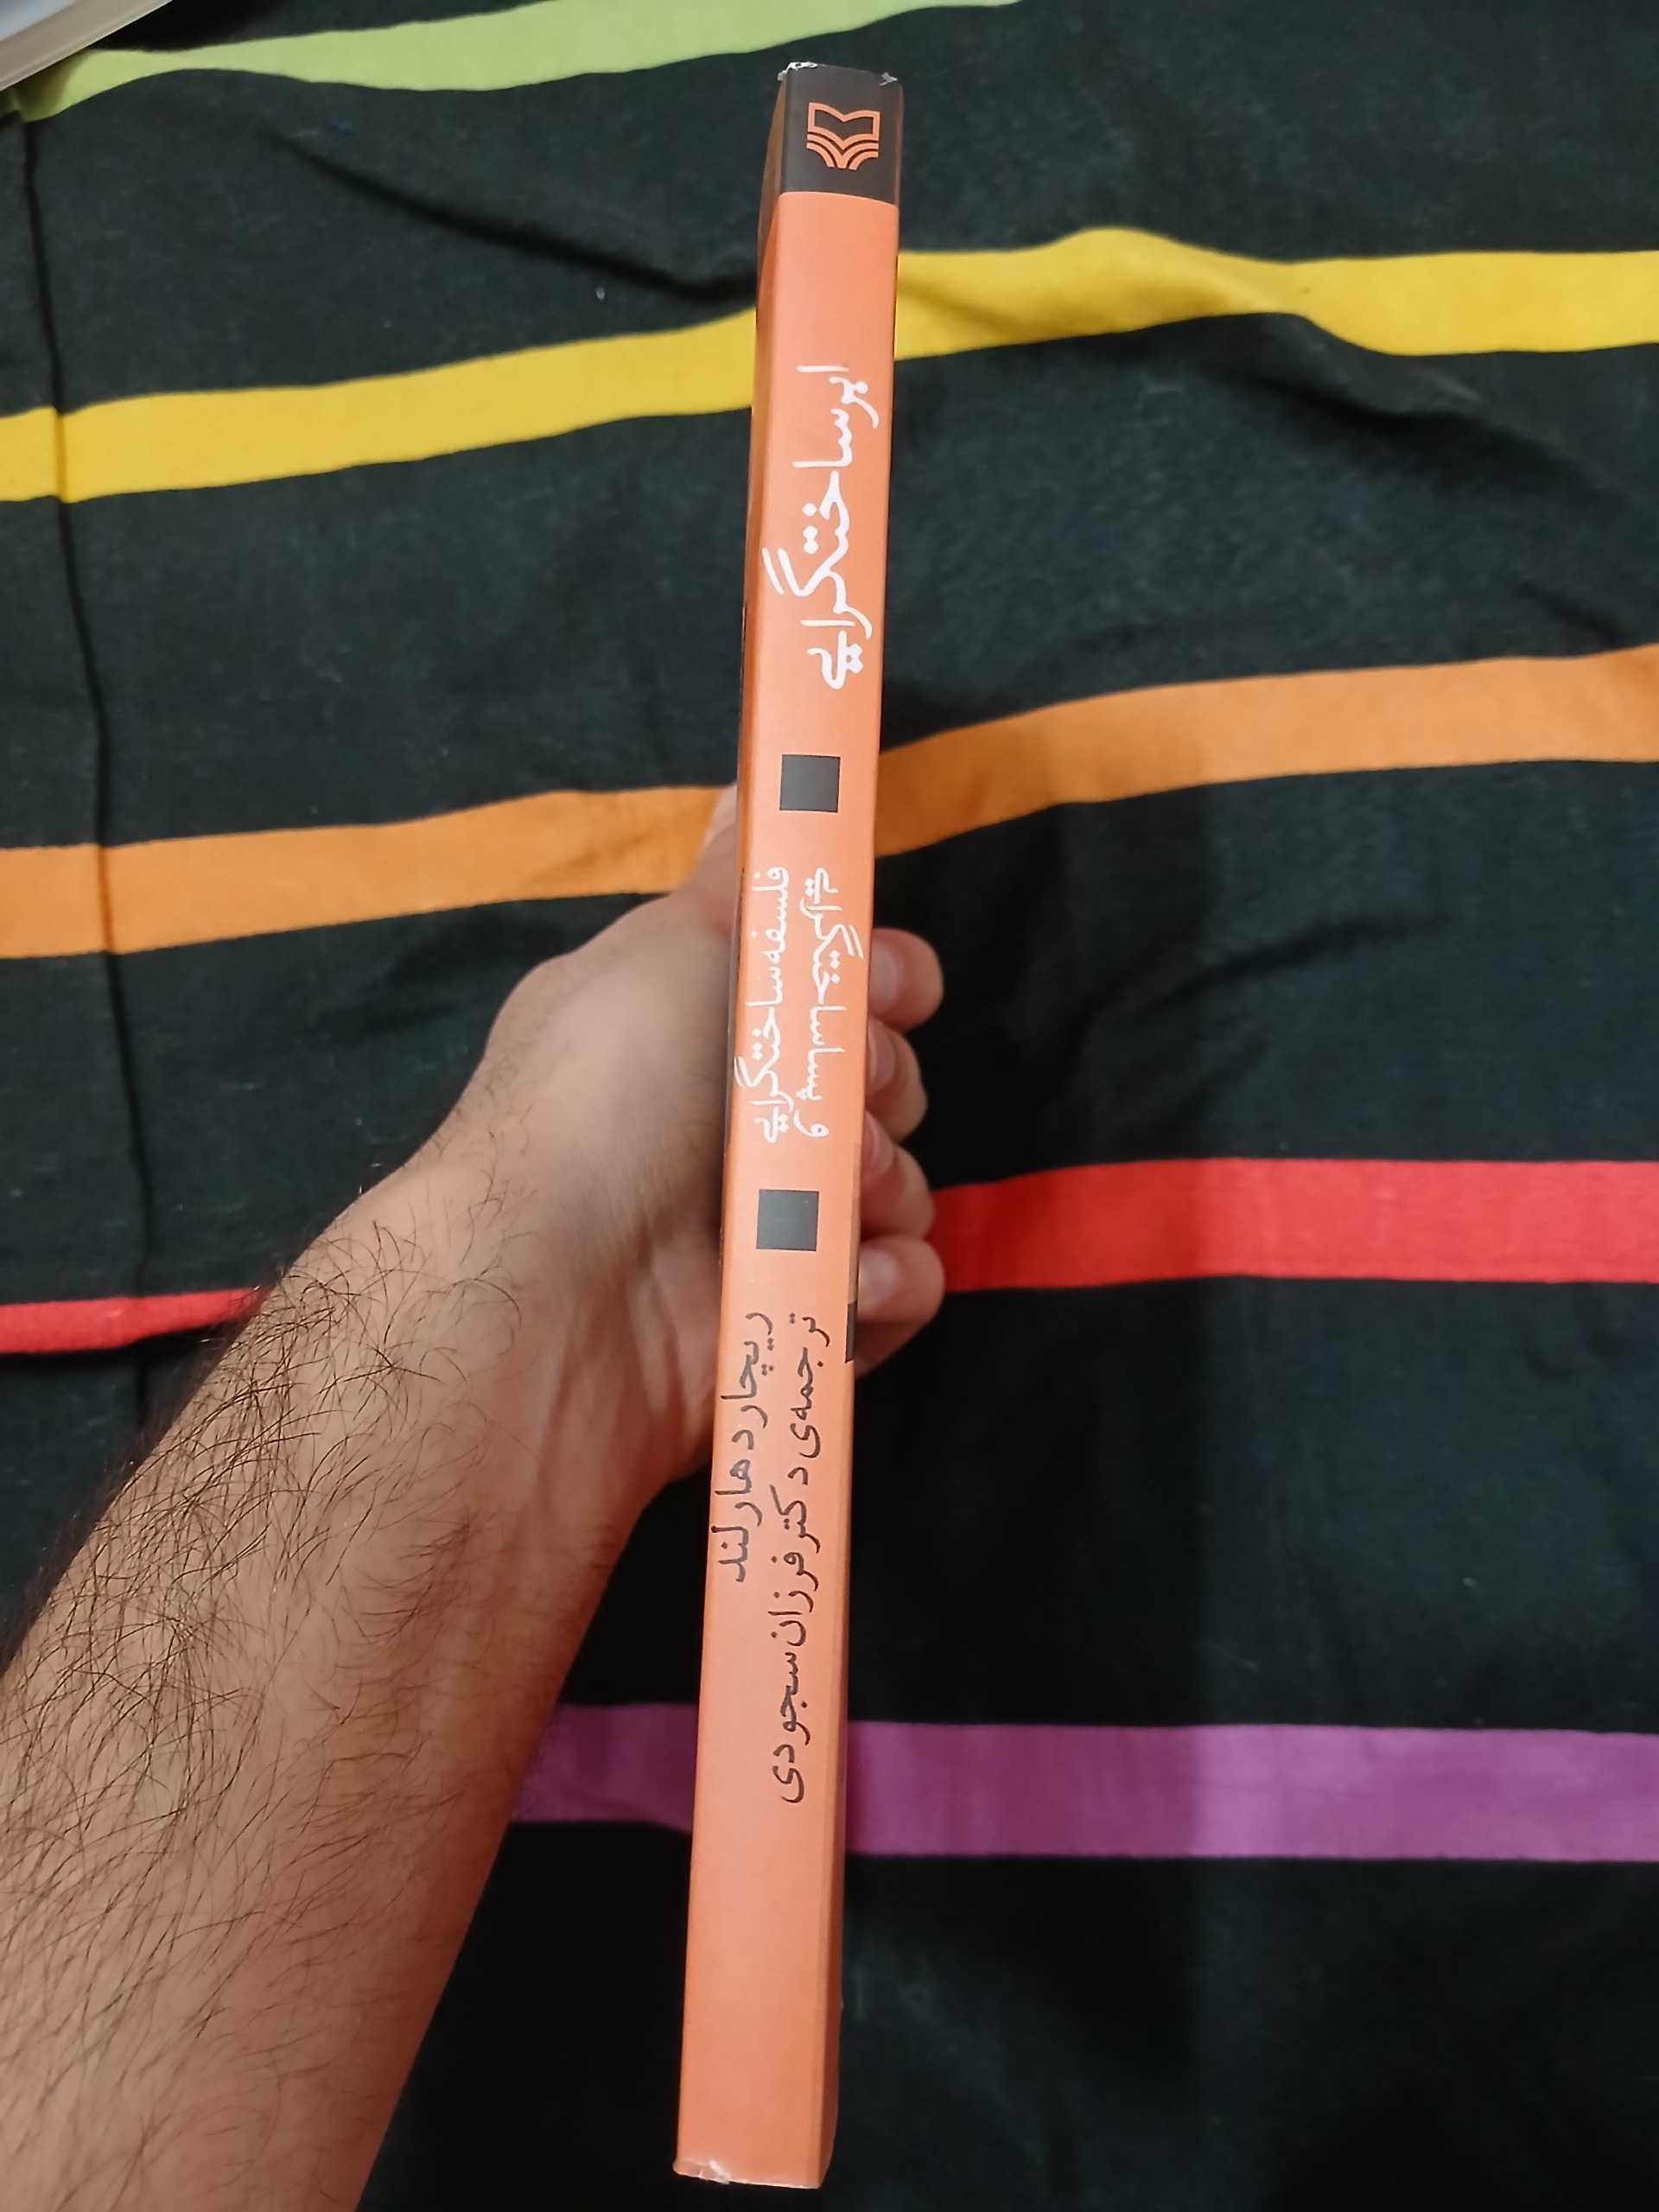 ابرساختگرایی
فلسفه ساختگرایی
و پساساختگرایی
ریچارد هارلند
ترجمه‌ی دکتر فرزان سجودی